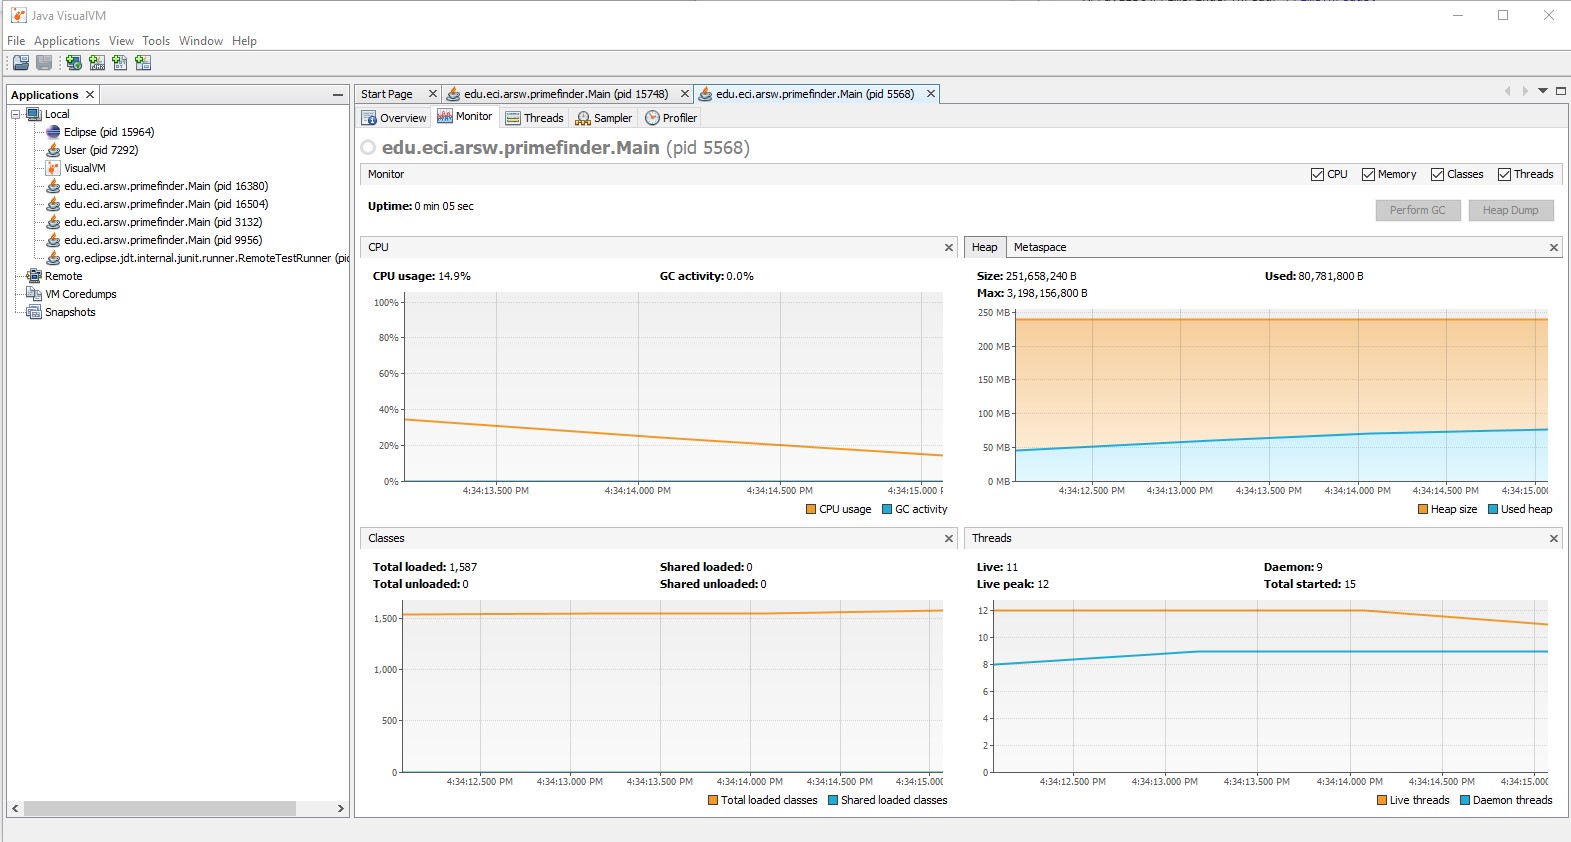 Java VisualVM
File Applications View Tools Window Help
Applications
Local
Eclipse (pid 15964)
User (pid 7292)
VisualVM
edu.eci.arsw.primefinder.Main (pid 16380)
edu.eci.arsw.primefinder.Main (pid 16504)
edu.eci.arsw.primefinder.Main (pid 3132)
edu.eci.arsw.primefinder.Main (pid 9956)
org.eclipse.jdt.internal.junit.runner.RemoteTestRunner (pi
Remote
VM Coredumps
Snapshots
Start Page edu.eci.arsw.primefinder.Main (pid 15748) edu.eci.arsw.primefinder.Main (pid 5568)
Overview Monitor Threads Sampler Profiler
edu.eci.arsw.primefinder.Main (pid 5568)
Monitor CPU Memory Classes Threads
Uptime: 0 min 05 sec
Perform GC Heap Dump
CPU
CPU usage: 14.9% GC activity: 0.0%
100%
80%
60%
40%
20%
0%
4:34:13.500 PM 4:34:14.000 PM 4:34:14.500 PM 4:34:15.000 F
CPU usage GC activity
Heap Metaspace
Size: 251,658,240 B Used: 80,781,800 B
Max: 3,198,156,800 B
250 MB
200 MB
150 MB
100 MB
50 MB
0 MB
4:34:12.500 PM 4:34:13.000 PM 4:34:13.500 PM 4:34:14.000 PM 4:34:14.500 PM 4:34:15.00
Heap size Used heap
Classes
Total loaded: 1,587 Shared loaded: 0
Total unloaded: 0 Shared unloaded: 0
1,500
1,000
500
0
4:34:12.500 PM 4:34:13.000 PM 4:34:13.500 PM 4:34:14.000 PM 4:34:14.500 PM 4:34:15.00
Total loaded classes Shared loaded classes
Threads
Live: 11 Daemon: 9
Live peak: 12 Total started: 15
12
10
8
6
4
2
0
4:34:12.500 PM 4:34:13.000 PM 4:34:13.500 PM 4:34:14.000 PM 4:34:14.500 PM 4:34:15.00
Live threads Daemon threads